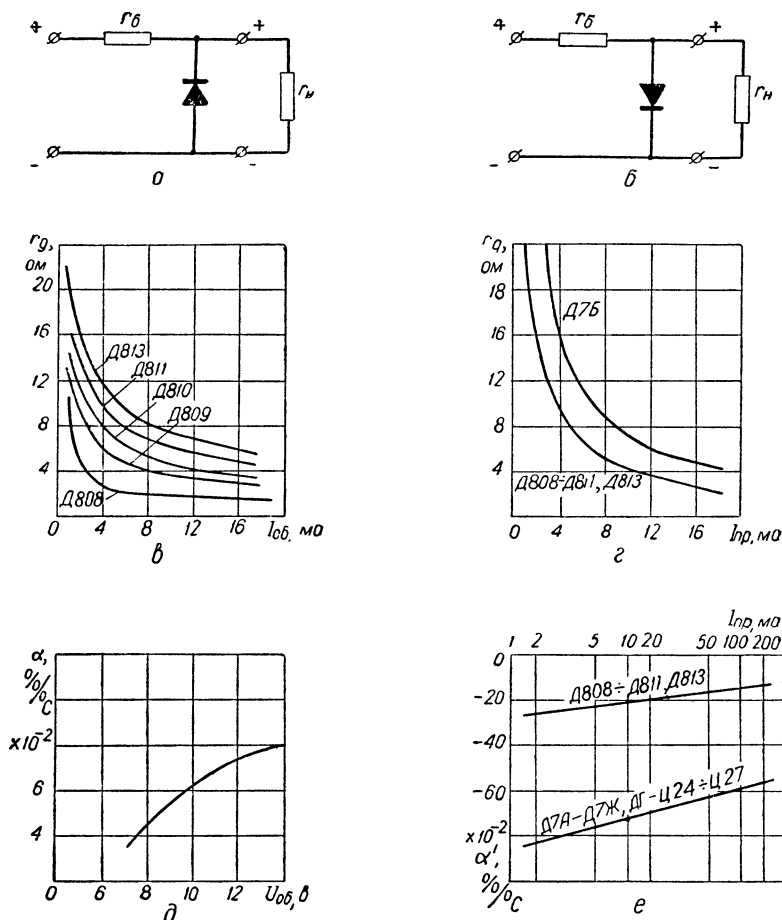 + rб +
rн
- -
а
+ rб +
rн
- -
б
rд,
ом
20
16
12
8
4
Д813
Д811
Д810
Д809
Д808
0 4 8 12 16 Iоб, ма
в
rд,
ом
18
16
12
8
4
Д7Б
Д808÷Д811, Д813
0 4 8 12 16 Iпр, ма
г
α,
%/°C
×10⁻²
6
4
0 8 10 12 Uоб, в
д
Iпр, ма
1 2 5 10 20 50 100 200
0
-20
-40
-60
×10⁻²
α',
%/°C
Д808÷Д811, Д813
Д7А-Д7Ж, ДГ-Ц24÷Ц27
е